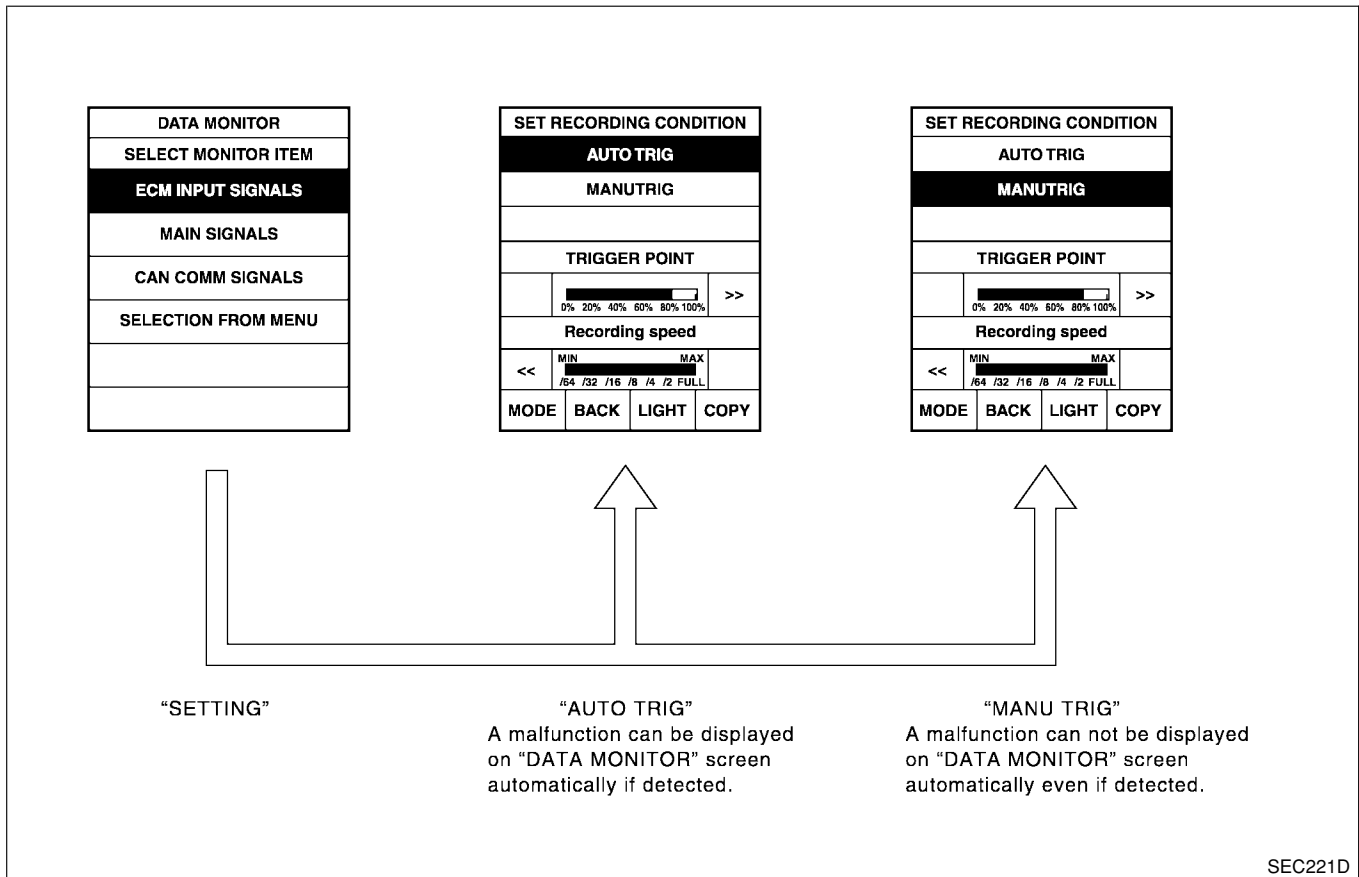 DATA MONITOR
SELECT MONITOR ITEM
ECM INPUT SIGNALS
MAIN SIGNALS
CAN COMM SIGNALS
SELECTION FROM MENU
SET RECORDING CONDITION
AUTO TRIG
MANUTRIG
TRIGGER POINT
0% 20% 40% 60% 80% 100%
>>
Recording speed
MIN MAX
<<
/64 /32 /16 /8 /4 /2 FULL
MODE BACK LIGHT COPY
SET RECORDING CONDITION
AUTO TRIG
MANUTRIG
TRIGGER POINT
0% 20% 40% 60% 80% 100%
>>
Recording speed
MIN MAX
<<
/64 /32 /16 /8 /4 /2 FULL
MODE BACK LIGHT COPY
“SETTING”
“AUTO TRIG”
A malfunction can be displayed
on “DATA MONITOR” screen
automatically if detected.
“MANU TRIG”
A malfunction can not be displayed
on “DATA MONITOR” screen
automatically even if detected.
SEC221D